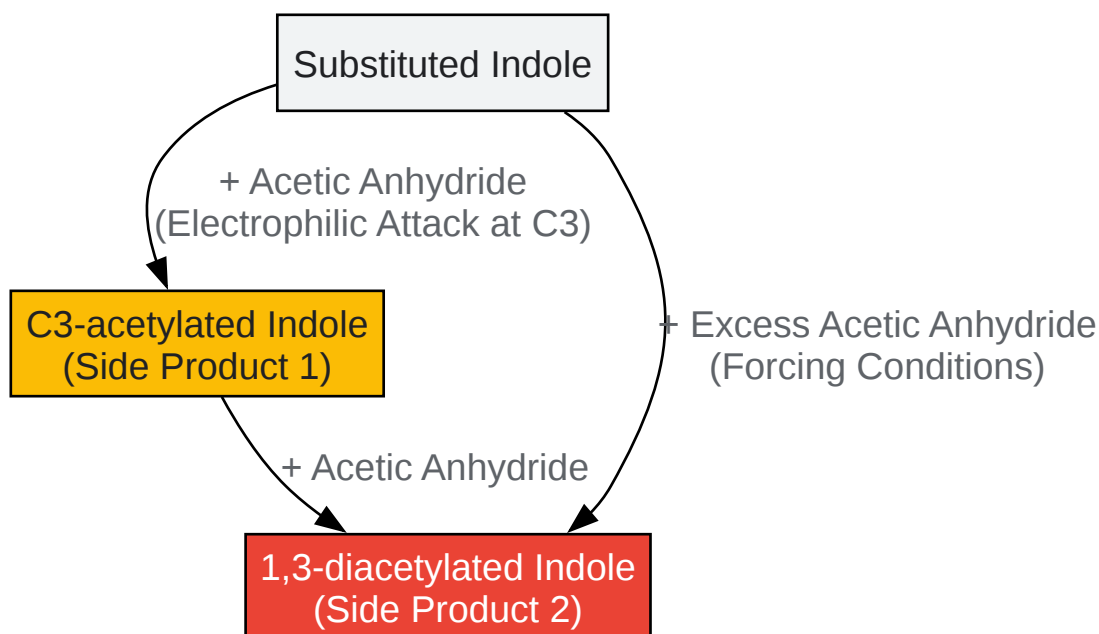 Substituted Indole
+ Acetic Anhydride
(Electrophilic Attack at C3)
C3-acetylated Indole
(Side Product 1)
+ Excess Acetic Anhydride
(Forcing Conditions)
+ Acetic Anhydride
1,3-diacetylated Indole
(Side Product 2)